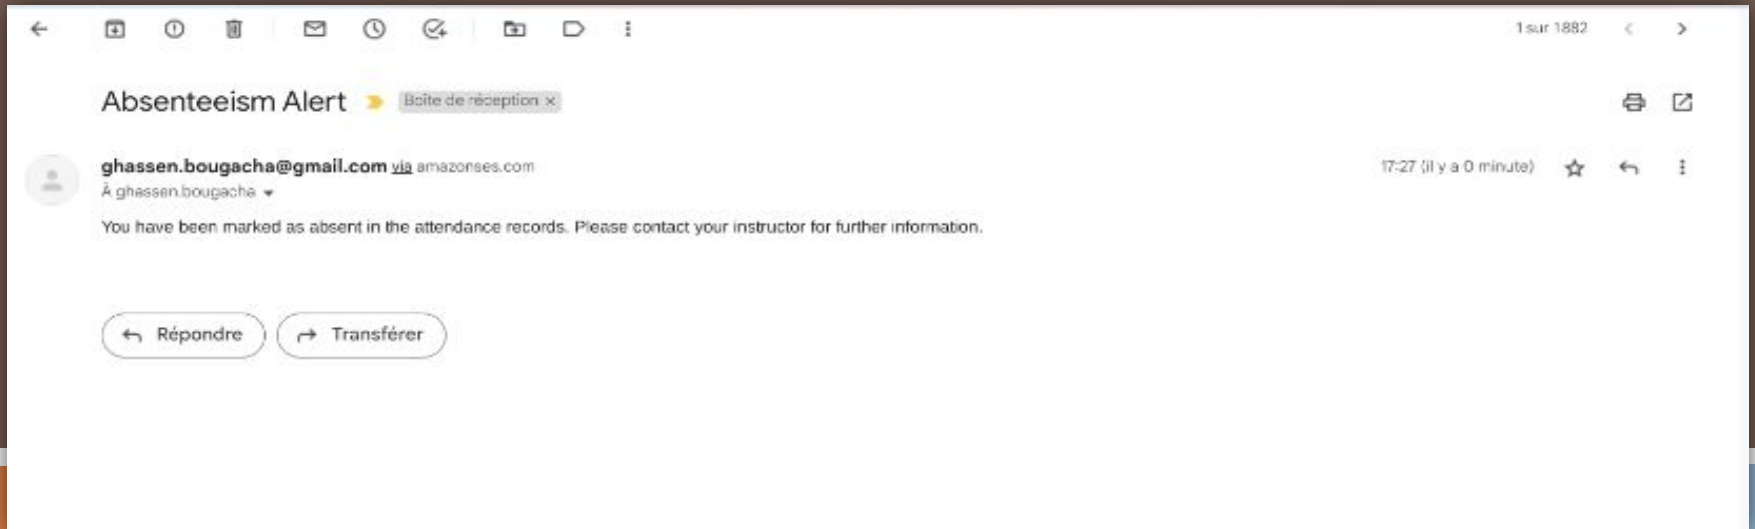 1 sur 1882
Absenteeism Alert Boîte de réception ×
ghassen.bougacha@gmail.com via amazonses.com 17:27 (il y a 0 minute)
À ghassen.bougacha
You have been marked as absent in the attendance records. Please contact your instructor for further information.
Répondre Transférer